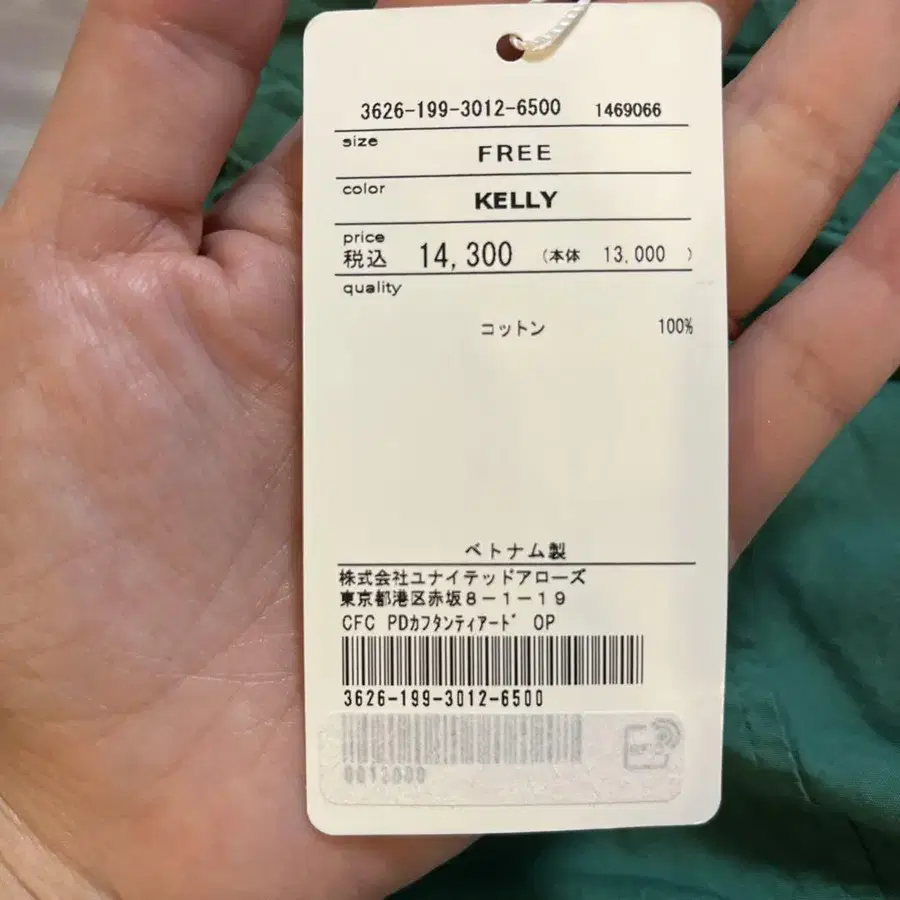 3626-199-3012-6500 1469066
size
FREE
color
KELLY
price
税込 14,300 (本体 13,000 )
quality
コットン 100%
ベトナム製
株式会社ユナイテッドアローズ
東京都港区赤坂8-1-19
CFC PDカフタンティアード OP
3626-199-3012-6500
0013000